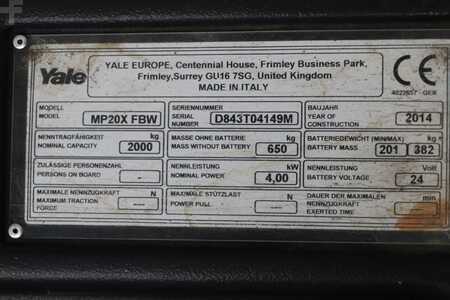 Yale
YALE EUROPE, Centennial House, Frimley Business Park,
Frimley,Surrey GU16 7SG, United Kingdom
MADE IN ITALY
CE
MODELL
MODEL
MP20X FBW
SERIENNUMMER
SERIAL
NUMBER
D843T04149M
BAUJAHR
YEAR OF
CONSTRUCTION
2014
NENNTRAGFÄHIGKEIT
NOMINAL CAPACITY
kg
2000
MASSE OHNE BATTERIE
MASS WITHOUT BATTERY
kg
650
BATTERIEGEWICHT (MIN/MAX)
BATTERY MASS
kg
201
382
ZULÄSSIGE PERSONENZAHL
PERSONS ON BOARD
-
NENNLEISTUNG
NOMINAL POWER
kW
4,00
NENNLEISTUNG
BATTERY VOLTAGE
Volt
24
MAXIMALE NENNZUGKRAFT
MAXIMUM TRACTION
FORCE
N
---
MAXIMALE STÜTZLAST
POWER PULL
N
---
DAUER DER MAXIMALEN
NENNZUGKRAFT
EXERTED TIME
min
---